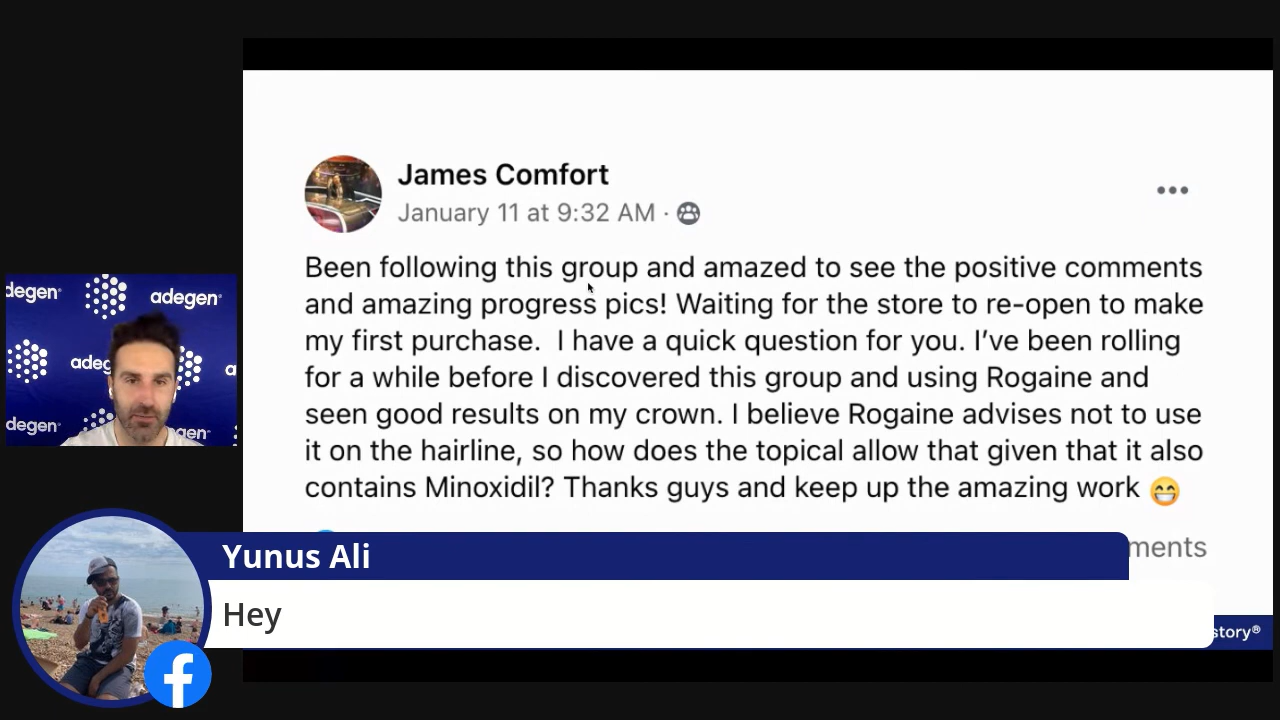 James Comfort
January 11 at 9:32 AM ·
Been following this group and amazed to see the positive comments
and amazing progress pics! Waiting for the store to re-open to make
my first purchase.  I have a quick question for you. I’ve been rolling
for a while before I discovered this group and using Rogaine and
seen good results on my crown. I believe Rogaine advises not to use
it on the hairline, so how does the topical allow that given that it also
contains Minoxidil? Thanks guys and keep up the amazing work 😁
ments
story®
degen®
adegen®
adeg
a
degen®
gen®
Yunus Ali
Hey